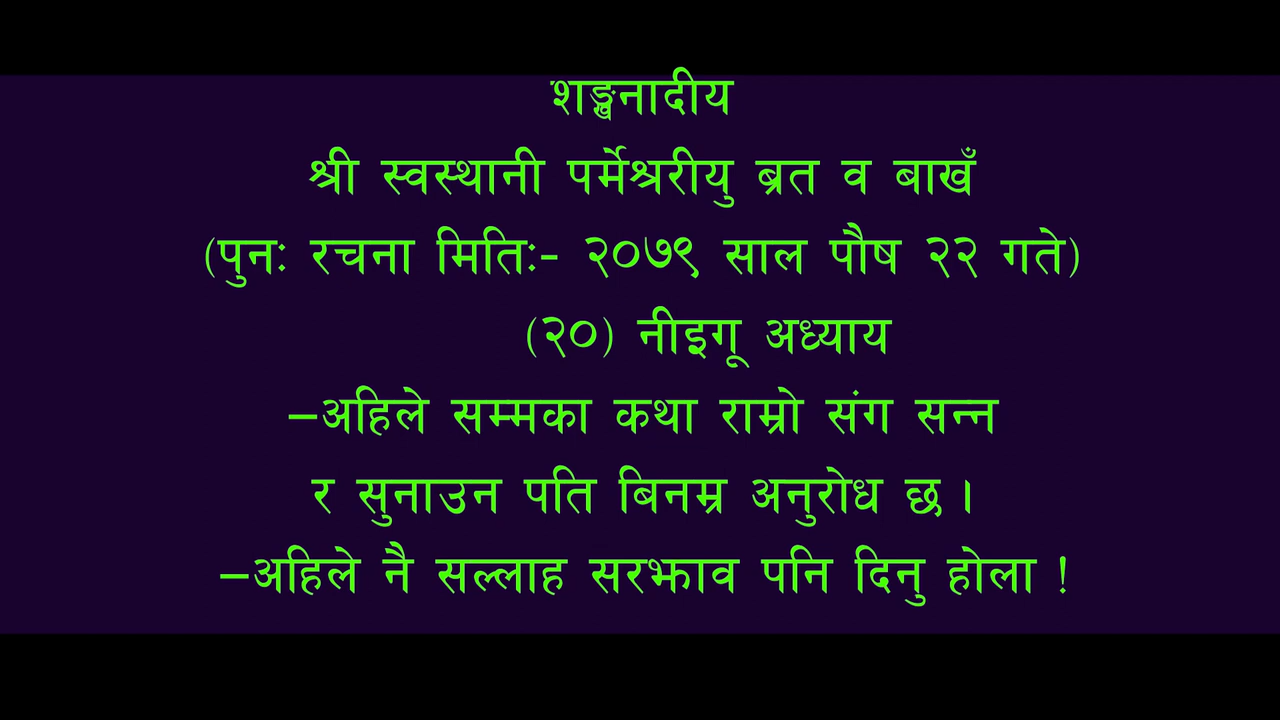 शङ्खनादीय
श्री स्वस्थानी पर्मेश्वरीयु ब्रत व बाखँ
(पुनः रचना मितिः- २०७९ साल पौष २२ गते)
(२०) नीइगू अध्याय
–अहिले सम्मका कथा राम्रो संग सन्न
र सुनाउन पति बिनम्र अनुरोध छ ।
–अहिले नै सल्लाह सरझाव पनि दिनु होला !